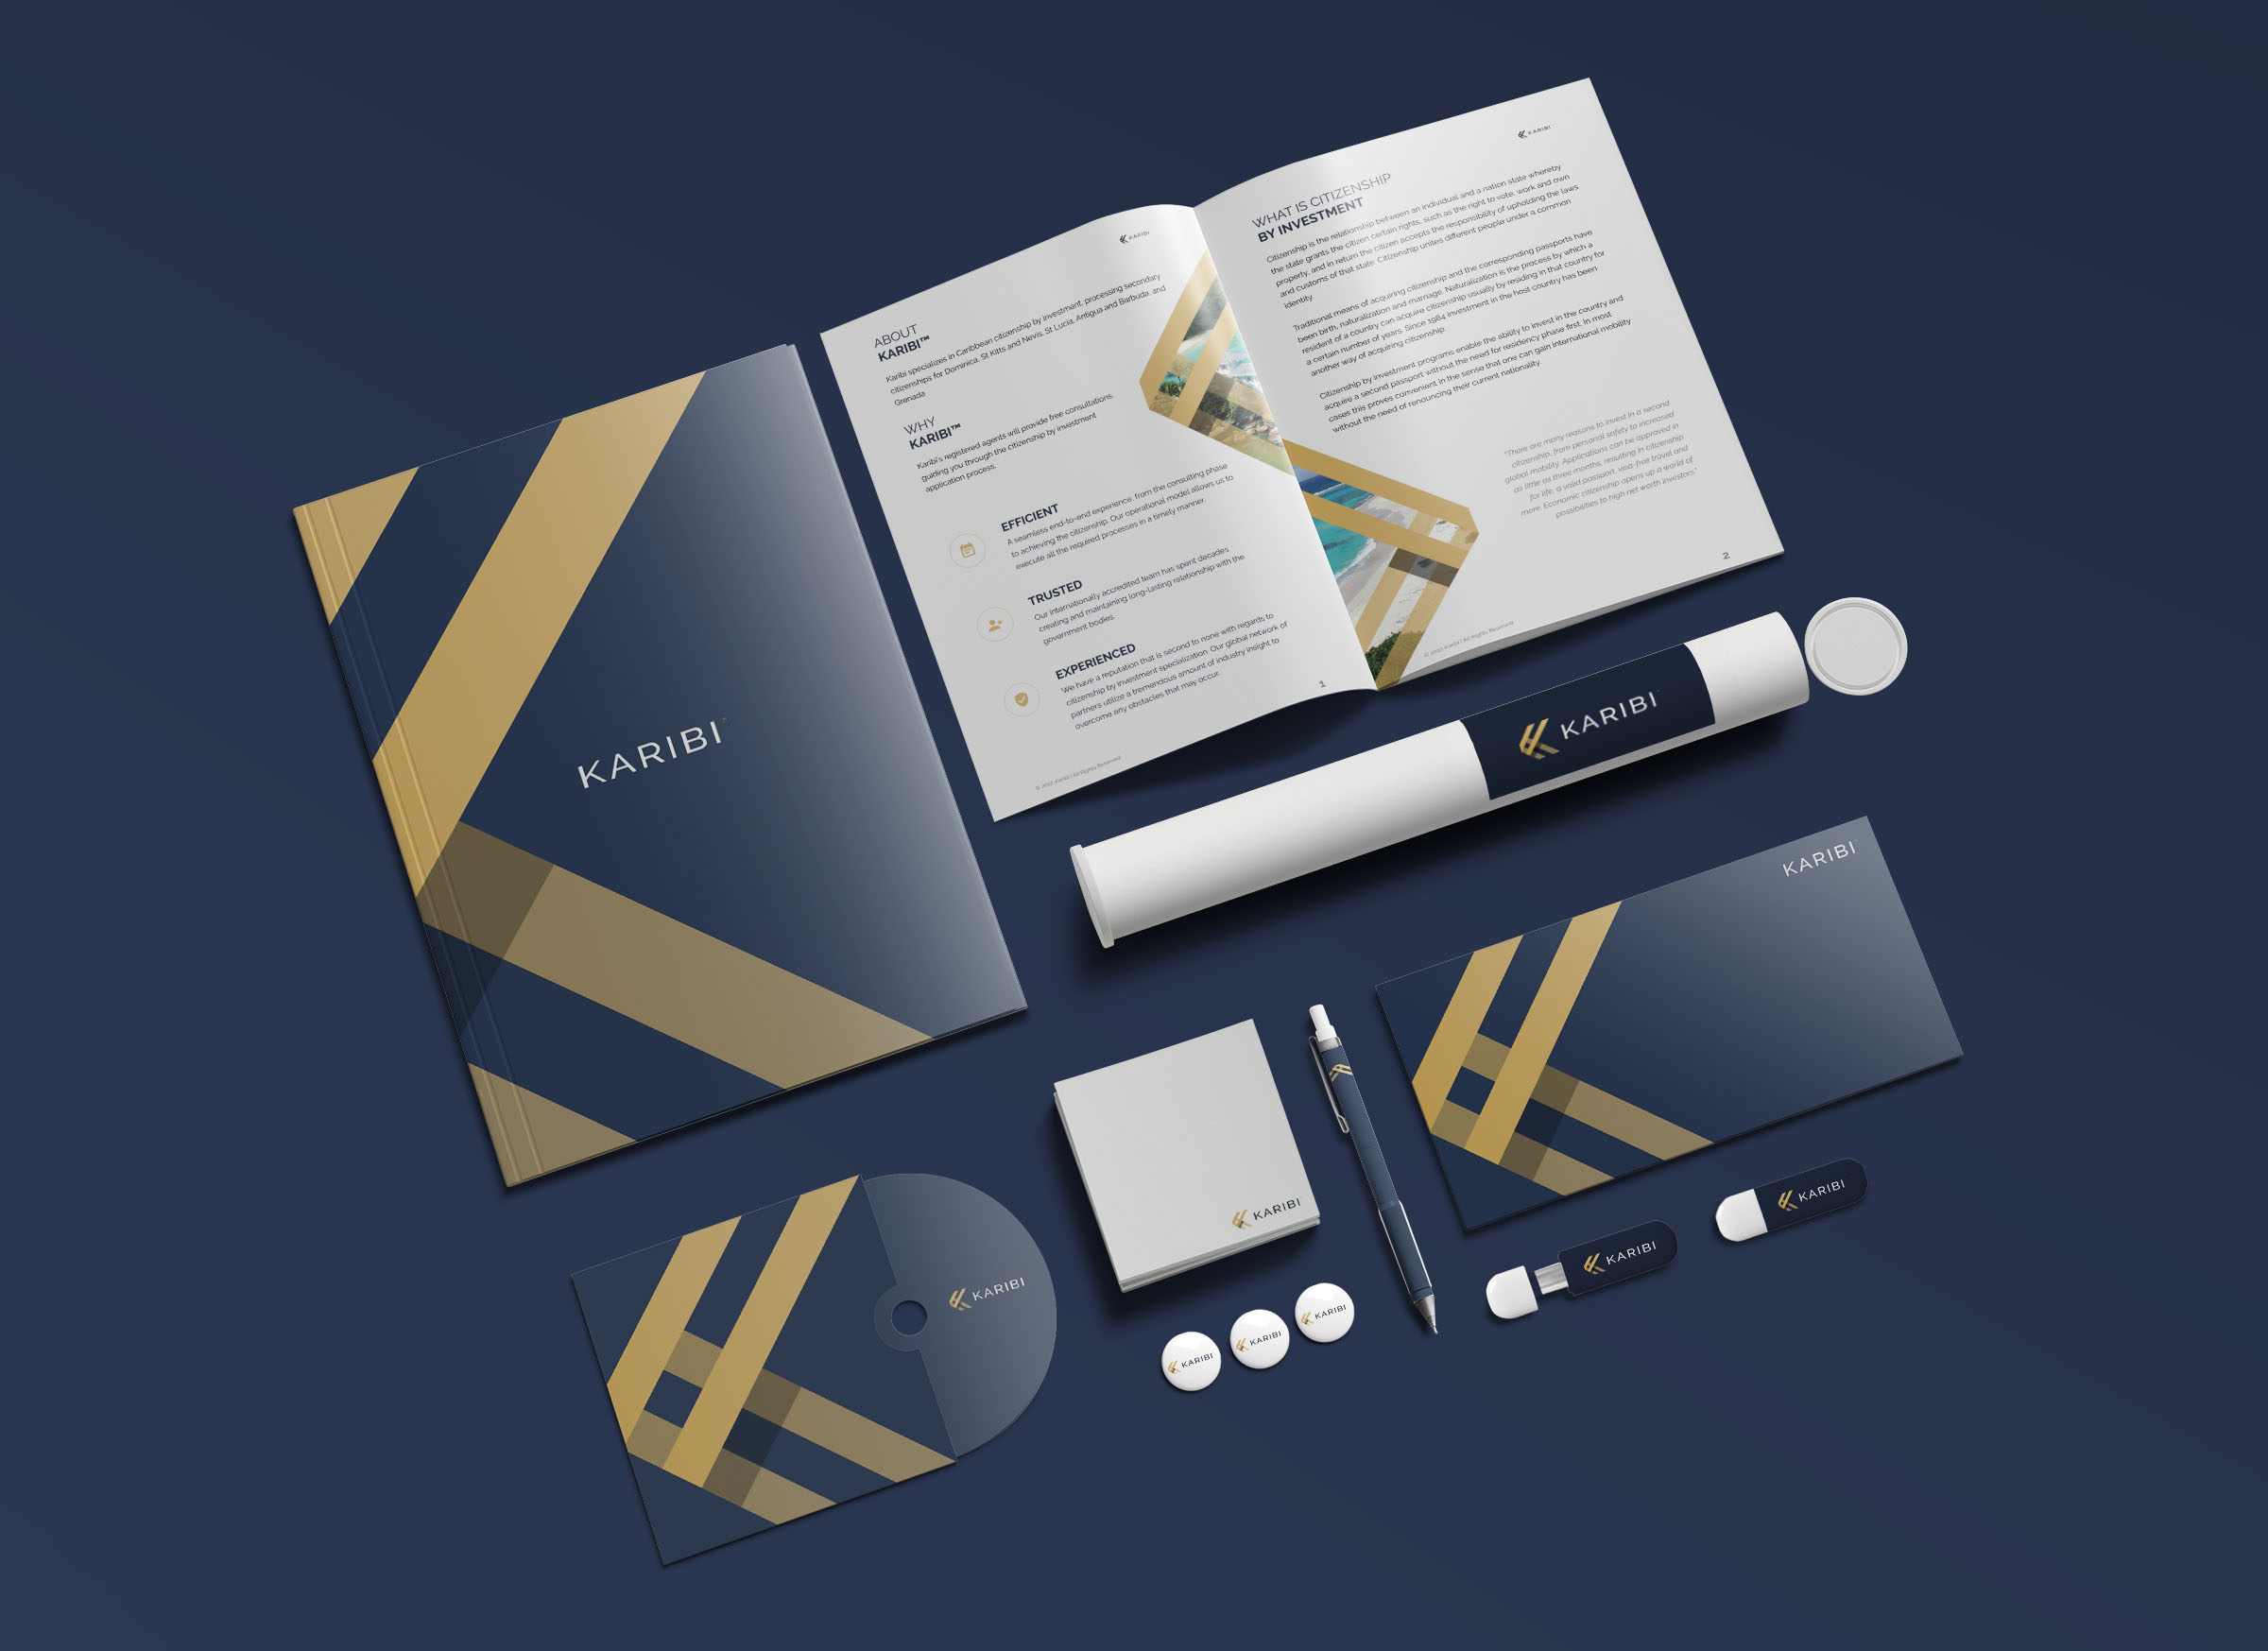 KARIBI™
KARIBI
ABOUT
KARIBI™
Karibi specializes in Caribbean citizenship by investment, processing secondary
citizenships for Dominica, St Kitts and Nevis, St Lucia, Antigua and Barbuda, and
Grenada
WHY
KARIBI™
Karibi's registered agents will provide free consultations,
guiding you through the citizenship by investment
application process.
EFFICIENT
A seamless end-to-end experience, from the consulting phase
to achieving the citizenship. Our operational model allows us to
execute all the required processes in a timely manner.
TRUSTED
Our internationally accredited team has spent decades
creating and maintaining long-lasting relationship with the
government bodies.
EXPERIENCED
We have a reputation that is second to none with regards to
citizenship by investment specialization. Our global network of
partners utilize a tremendous amount of industry insight to
overcome any obstacles that may occur.
© 2017, Karibi | All Rights Reserved
1
KARIBI
WHAT IS CITIZENSHIP
BY INVESTMENT
Citizenship is the relationship between an individual and a nation state whereby
the state grants the citizen certain rights, such as the right to vote, work and own
property, and in return the citizen accepts the responsibility of upholding the laws
and customs of that state. Citizenship unites different people under a common
identity.
Traditional means of acquiring citizenship and the corresponding passports have
been birth, naturalization and marriage. Naturalization is the process by which a
resident of a country can acquire citizenship usually by residing in that country for
a certain number of years. Since 1984 investment in the host country has been
another way of acquiring citizenship.
Citizenship by investment programs enable the ability to invest in the country and
acquire a second passport without the need for residency phase first. In most
cases this proves convenient in the sense that one can gain international mobility
without the need of renouncing their current nationality.
"There are many reasons to invest in a second
citizenship, from personal safety to increased
global mobility. Applications can be approved in
as little as three months, resulting in citizenship
for life, a valid passport, visa-free travel and
more. Economic citizenship opens up a world of
possibilities to high net worth investors."
© 2017, Karibi | All Rights Reserved
2
KARIBI
KARIBI
KARIBI
KARIBI
KARIBI
KARIBI
KARIBI
KARIBI
KARIBI